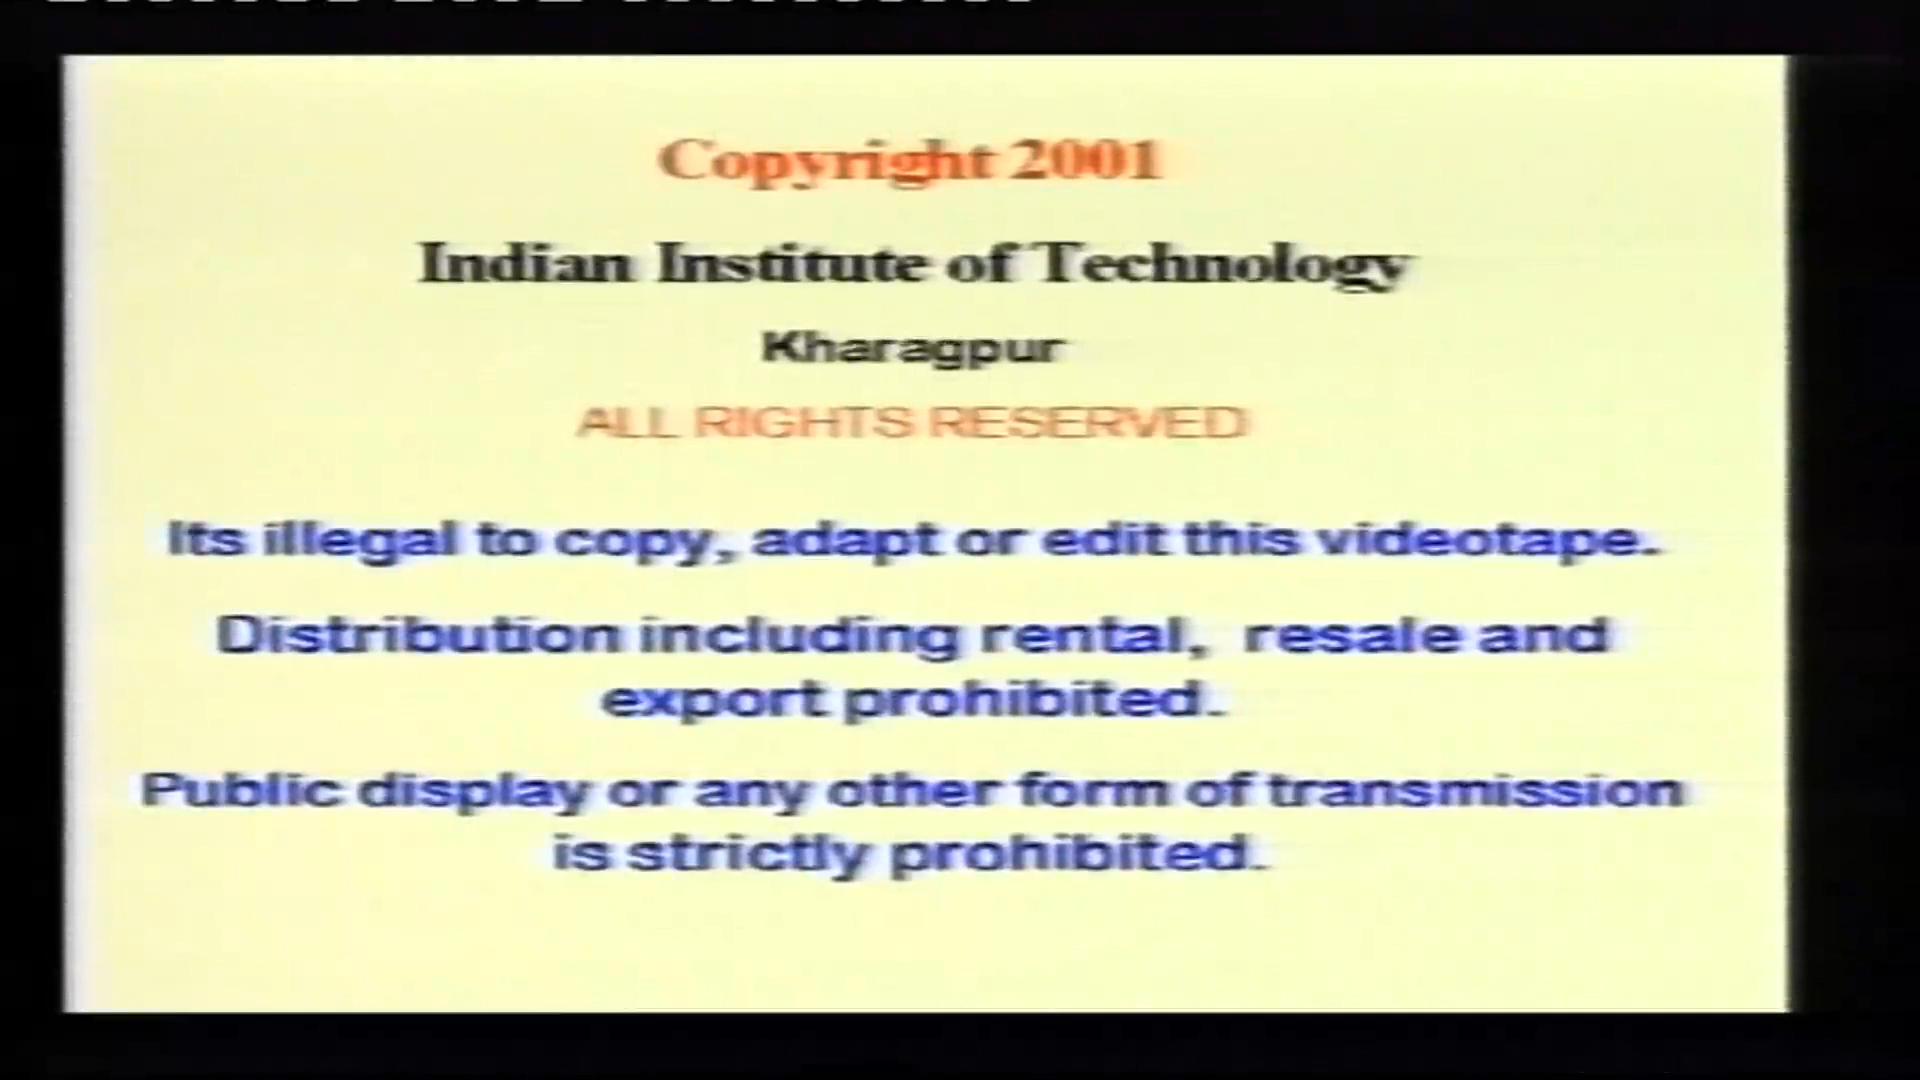 Copyright 2001
Indian Institute of Technology
Kharagpur
ALL RIGHTS RESERVED
Its illegal to copy, adapt or edit this videotape.
Distribution including rental, resale and
export prohibited.
Public display or any other form of transmission
is strictly prohibited.